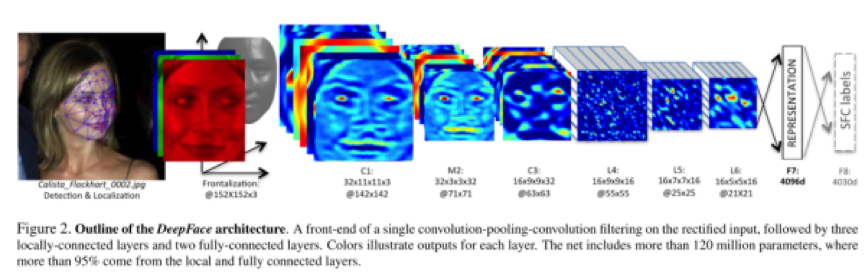 Calista_Flockhart_0002.jpg
Detection & Localization
Frontalization:
@152X152x3
C1:
32x11x11x3
@142x142
M2:
32x3x3x32
@71x71
C3:
16x9x9x32
@63x63
L4:
16x9x9x16
@55x55
L5:
16x7x7x16
@25x25
L6:
16x5x5x16
@21X21
REPRESENTATION
F7:
4096d
SFC labels
F8:
4030d
Figure 2. Outline of the DeepFace architecture. A front-end of a single convolution-pooling-convolution filtering on the rectified input, followed by three
locally-connected layers and two fully-connected layers. Colors illustrate outputs for each layer. The net includes more than 120 million parameters, where
more than 95% come from the local and fully connected layers.